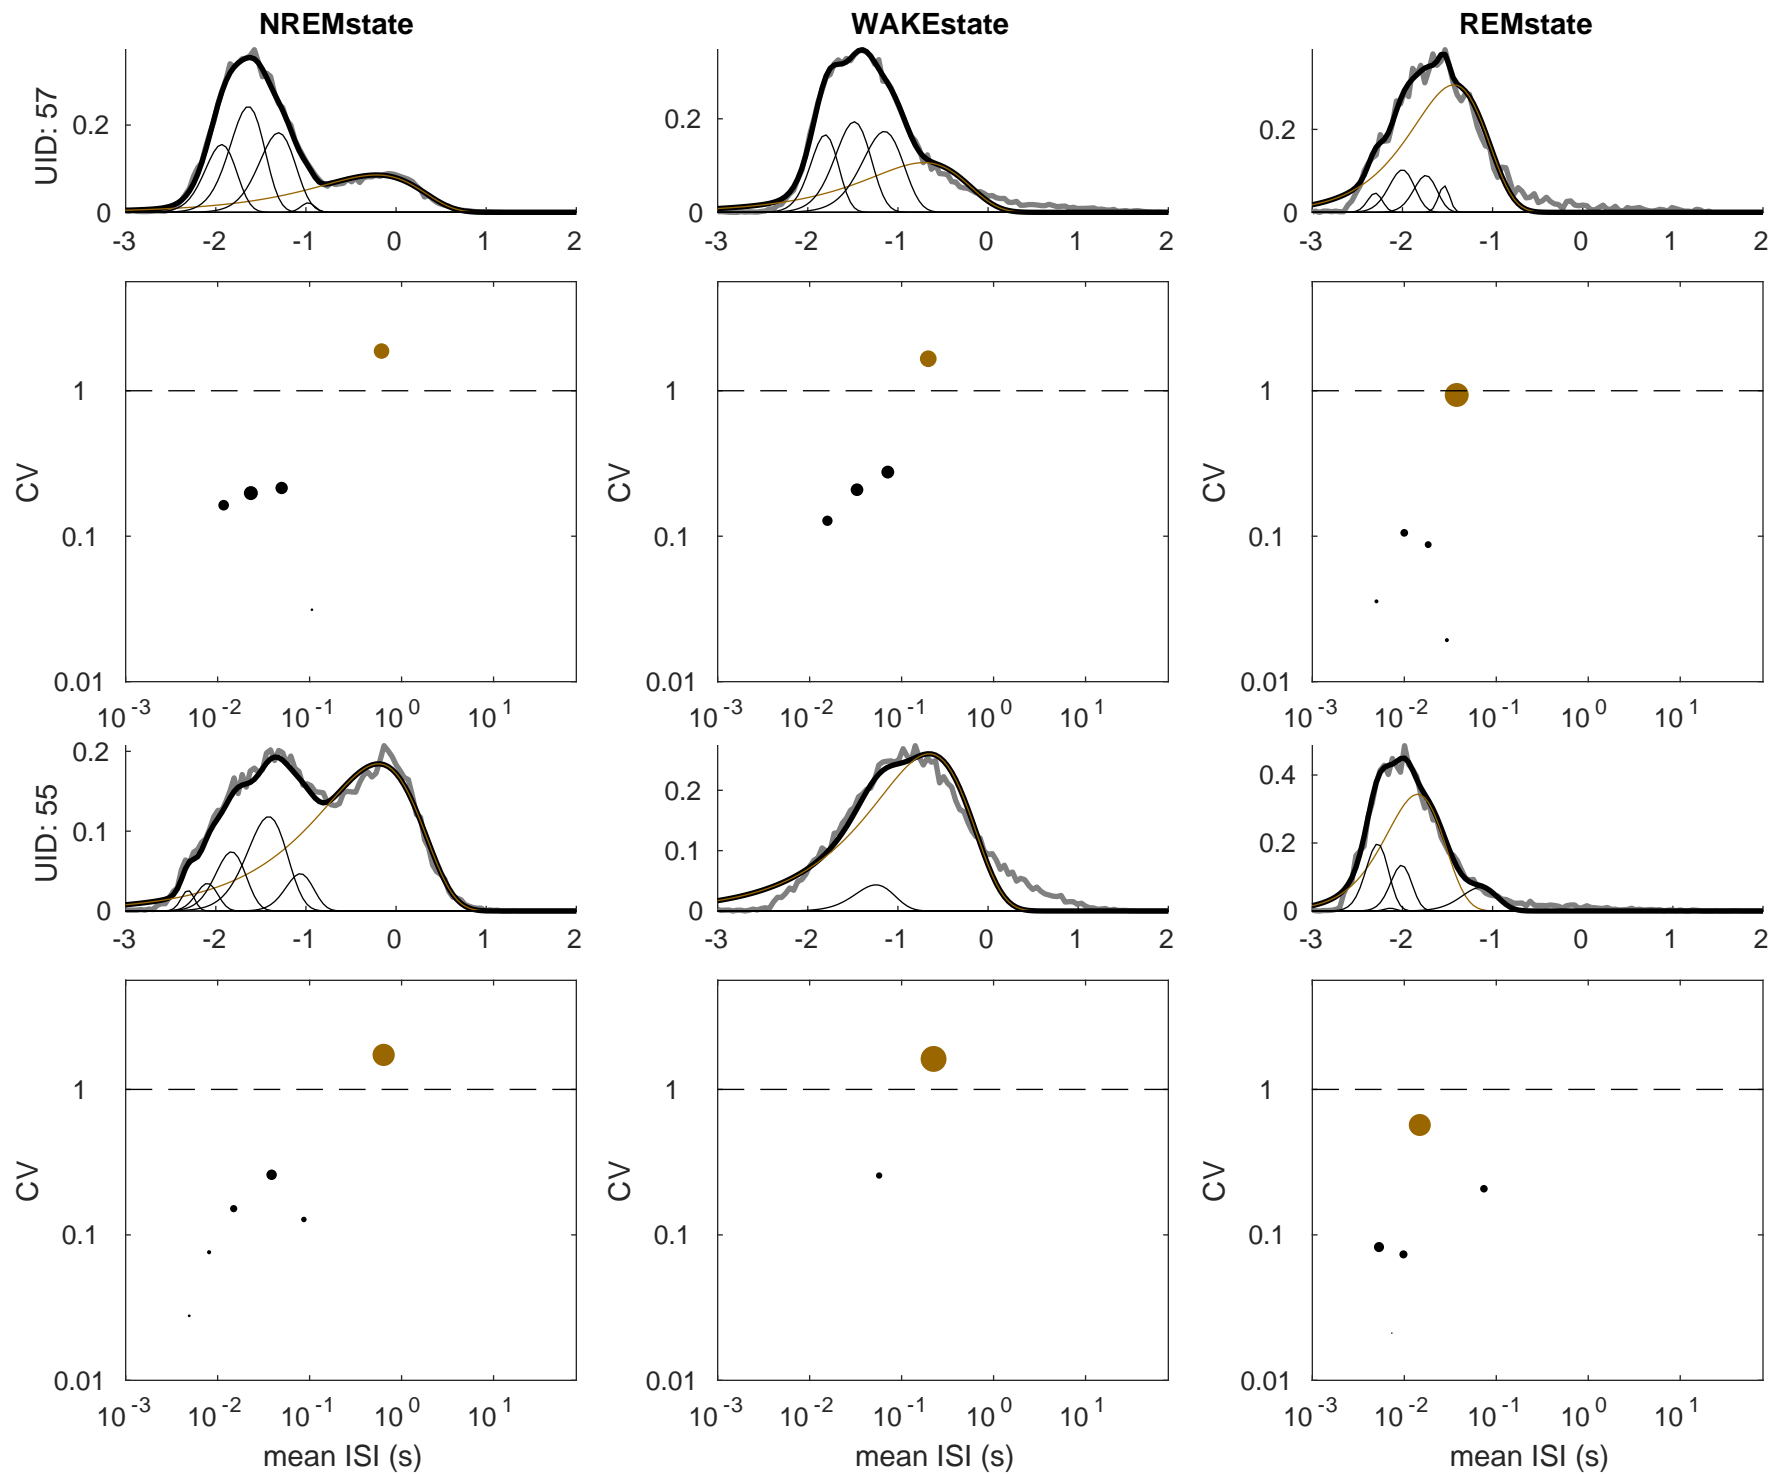 NREMstate WAKEstate REMstate
UID: 57
0.2 0.2 0.2
0 0 0
-3 -2 -1 0 1 2 -3 -2 -1 0 1 2 -3 -2 -1 0 1 2
CV CV CV
1 1 1
0.1 0.1 0.1
0.01 0.01 0.01
10^-3 10^-2 10^-1 10^0 10^1 10^-3 10^-2 10^-1 10^0 10^1 10^-3 10^-2 10^-1 10^0 10^1
UID: 55
0.2 0.2 0.4
0.1 0.1 0.2
0 0 0
-3 -2 -1 0 1 2 -3 -2 -1 0 1 2 -3 -2 -1 0 1 2
CV CV CV
1 1 1
0.1 0.1 0.1
0.01 0.01 0.01
10^-3 10^-2 10^-1 10^0 10^1 10^-3 10^-2 10^-1 10^0 10^1 10^-3 10^-2 10^-1 10^0 10^1
mean ISI (s) mean ISI (s) mean ISI (s)